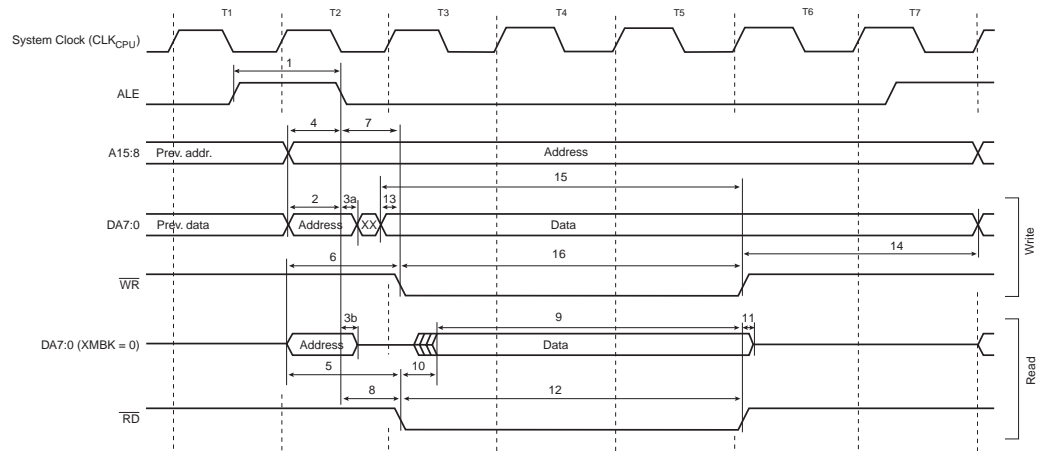 T1 T2 T3 T4 T5 T6 T7
System Clock (CLKCPU)
1
ALE
4 7
A15:8 Prev. addr. Address
15
2 3a 13
DA7:0 Prev. data Address XX Data
14
6 16
WR
Write
3b 9 11
DA7:0 (XMBK = 0) Address Data
5 10
8 12
RD
Read